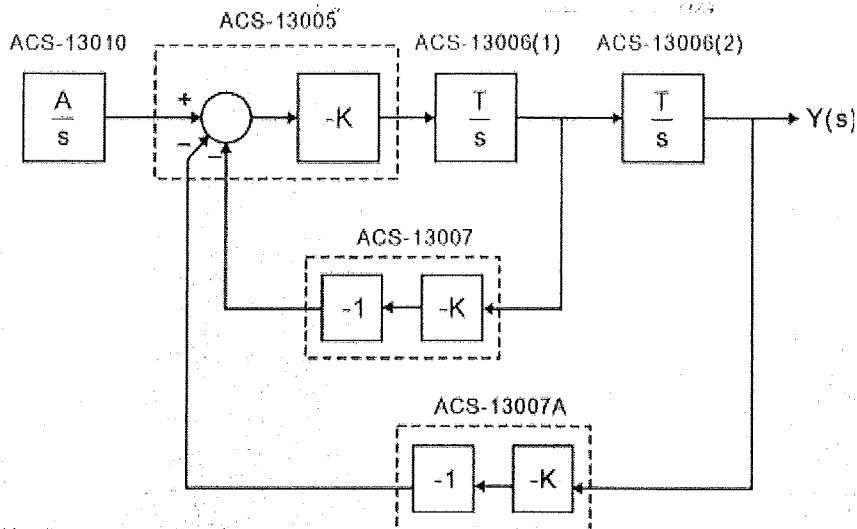 ACS-13005
ACS-13010
ACS-13006(1)
ACS-13006(2)
A
s
+
−
−
-K
T
s
T
s
Y(s)
ACS-13007
-1
-K
ACS-13007A
-1
-K